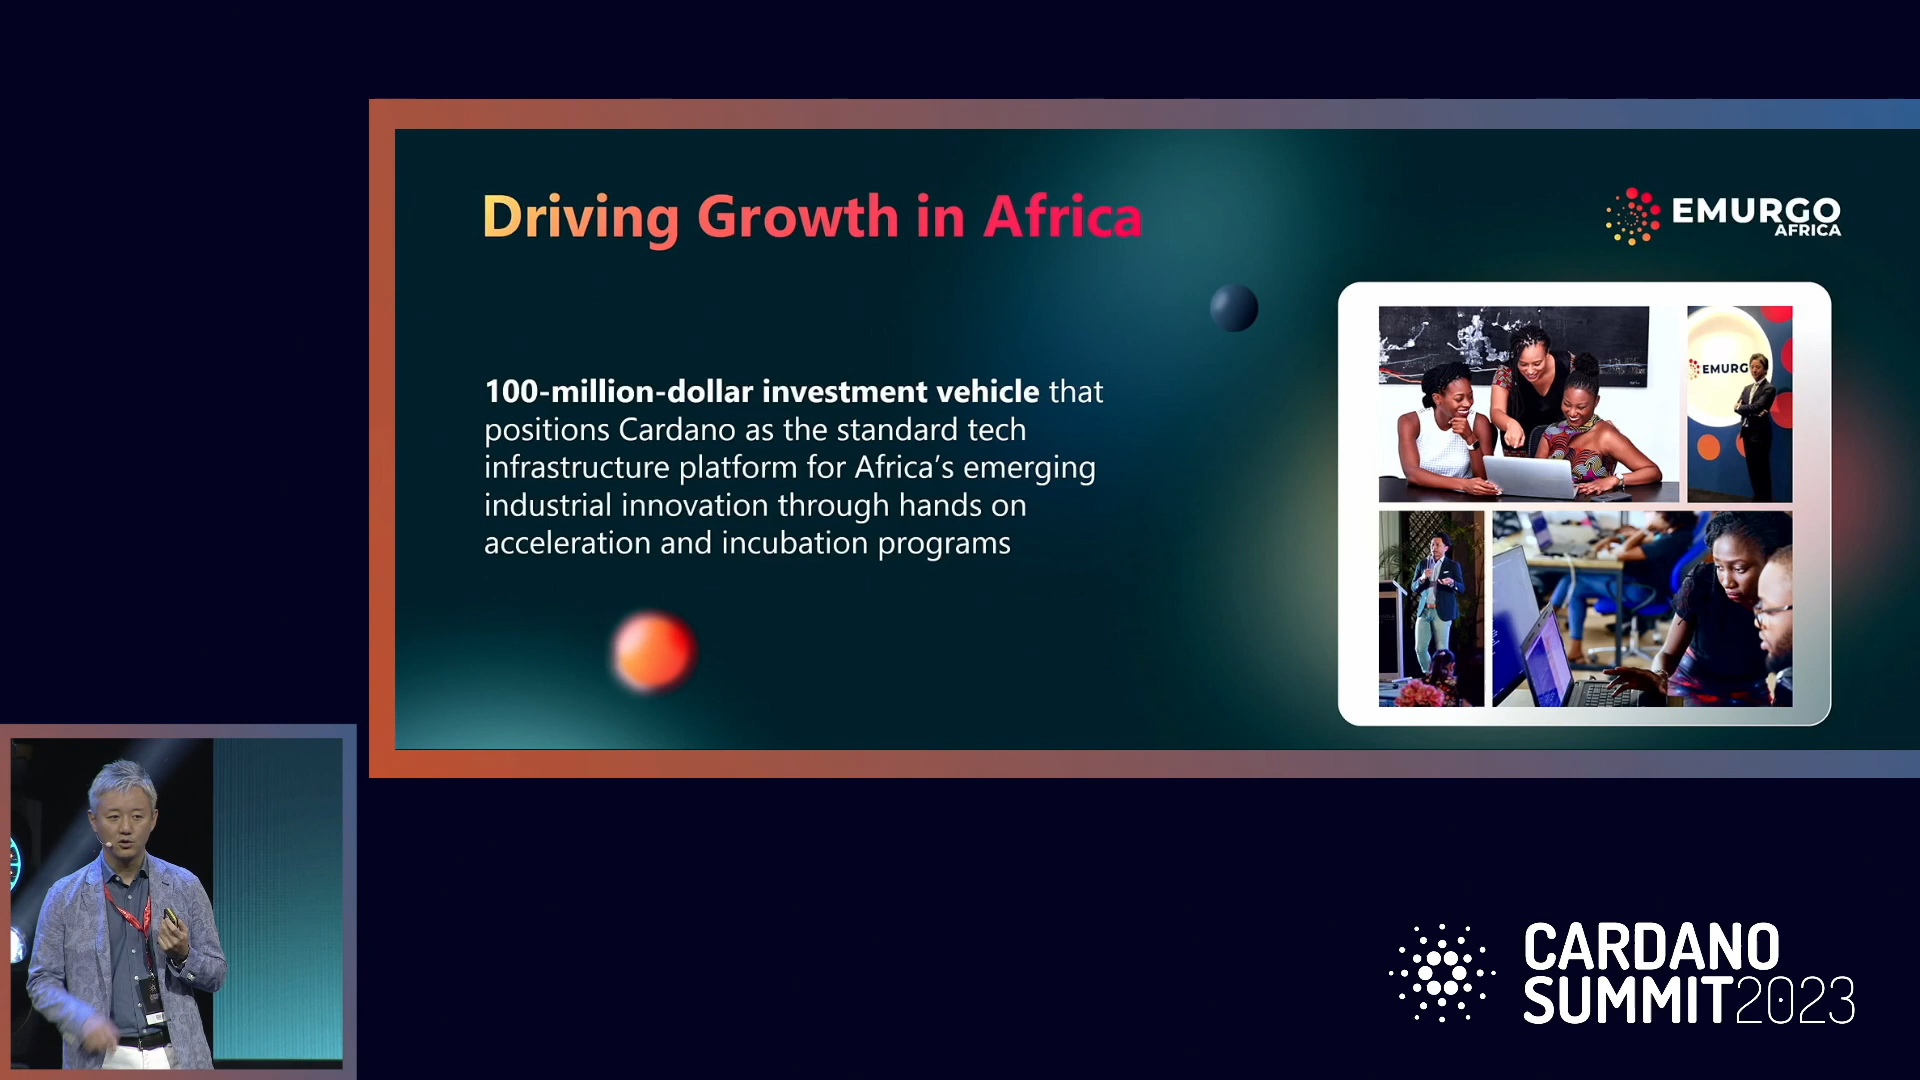 Driving Growth in Africa
EMURGO
AFRICA
100-million-dollar investment vehicle that
positions Cardano as the standard tech
infrastructure platform for Africa’s emerging
industrial innovation through hands on
acceleration and incubation programs
EMURG
CARDANO
SUMMIT2023